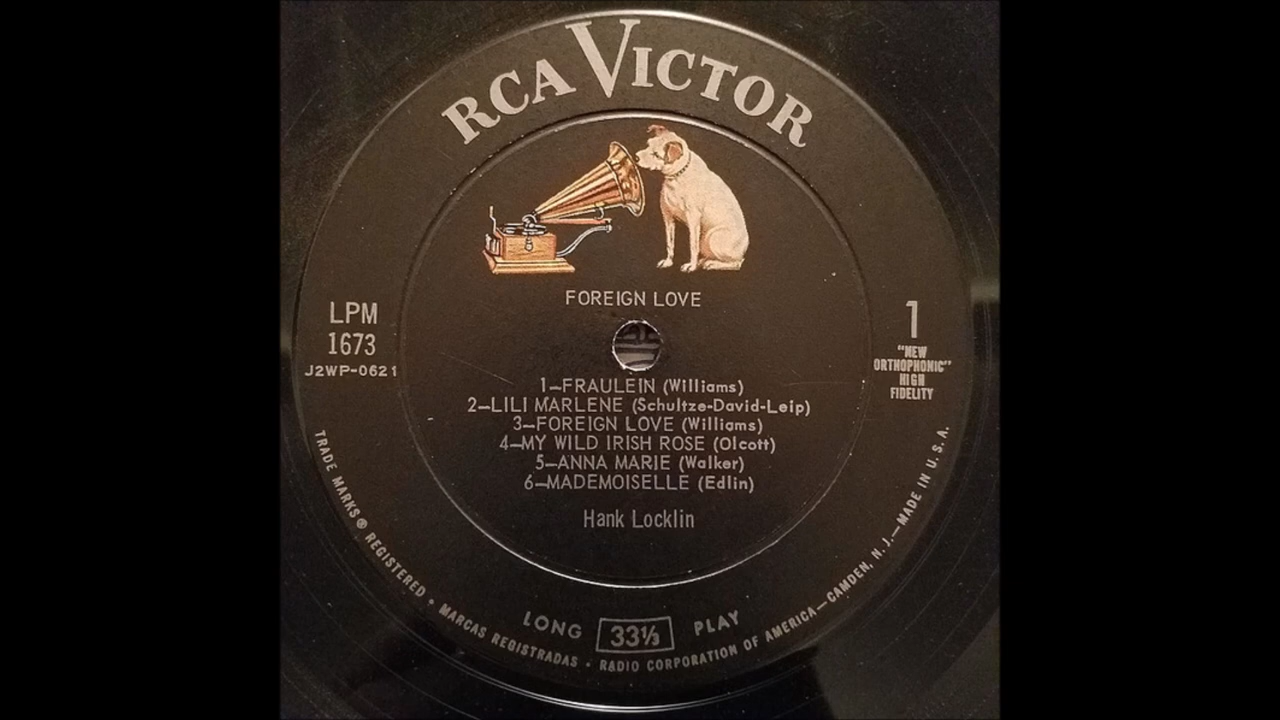 RCA VICTOR
FOREIGN LOVE
LPM
1673
J2WP-0621
1
"NEW
ORTHOPHONIC"
HIGH
FIDELITY
1—FRAULEIN (Williams)
2—LILI MARLENE (Schultze-David-Leip)
3—FOREIGN LOVE (Williams)
4—MY WILD IRISH ROSE (Olcott)
5—ANNA MARIE (Walker)
6—MADEMOISELLE (Edlin)
Hank Locklin
LONG 33⅓ PLAY
TRADE MARKS ® REGISTERED • MARCAS REGISTRADAS • RADIO CORPORATION OF AMERICA—CAMDEN, N. J.—MADE IN U. S. A.